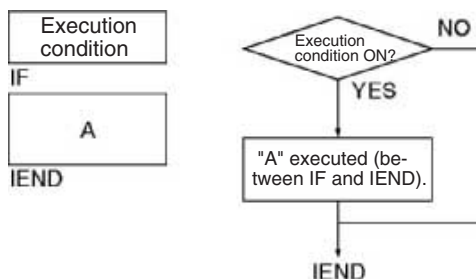 Execution
condition
IF
A
IEND
Execution
condition ON?
NO
YES
"A" executed (be-
tween IF and IEND).
IEND